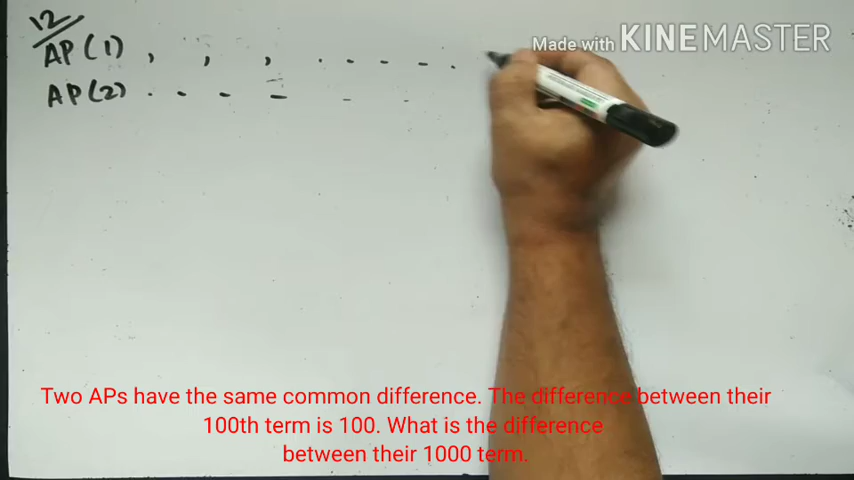 Made with KINEMASTER
12
AP(1) , , , . - - - .
AP(2) . - - - - -
Two APs have the same common difference. The difference between their
100th term is 100. What is the difference
between their 1000 term.